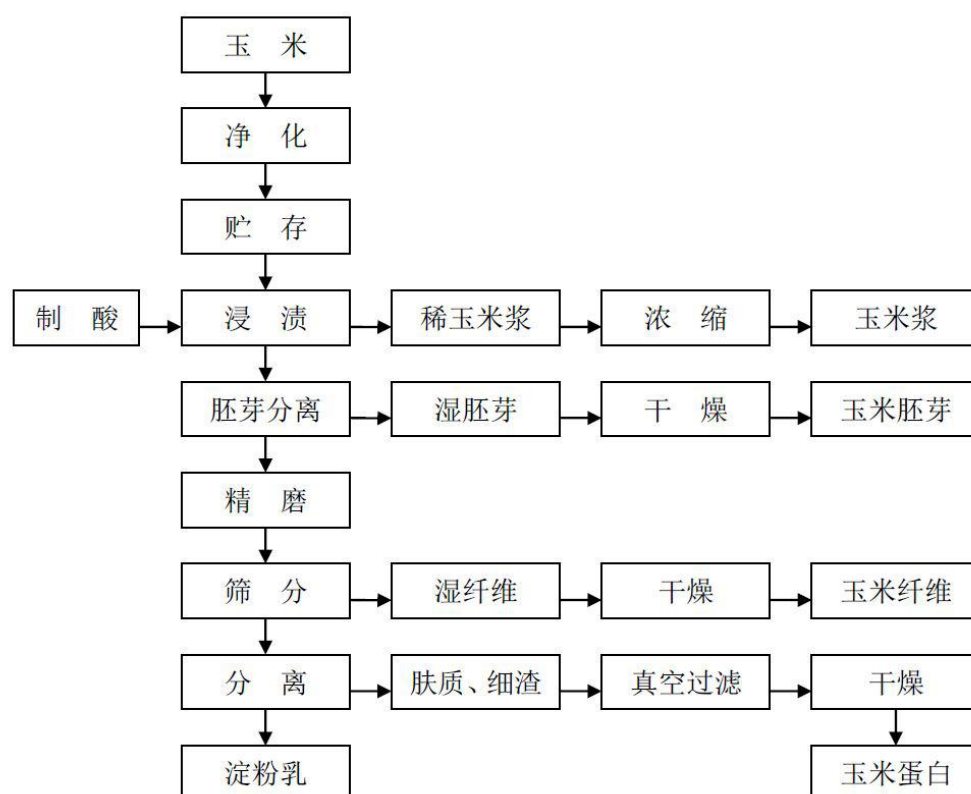 玉 米
净 化
贮 存
制 酸 浸 渍 稀玉米浆 浓 缩 玉米浆
胚芽分离 湿胚芽 干 燥 玉米胚芽
精 磨
筛 分 湿纤维 干燥 玉米纤维
分 离 肤质、细渣 真空过滤 干燥
淀粉乳 玉米蛋白